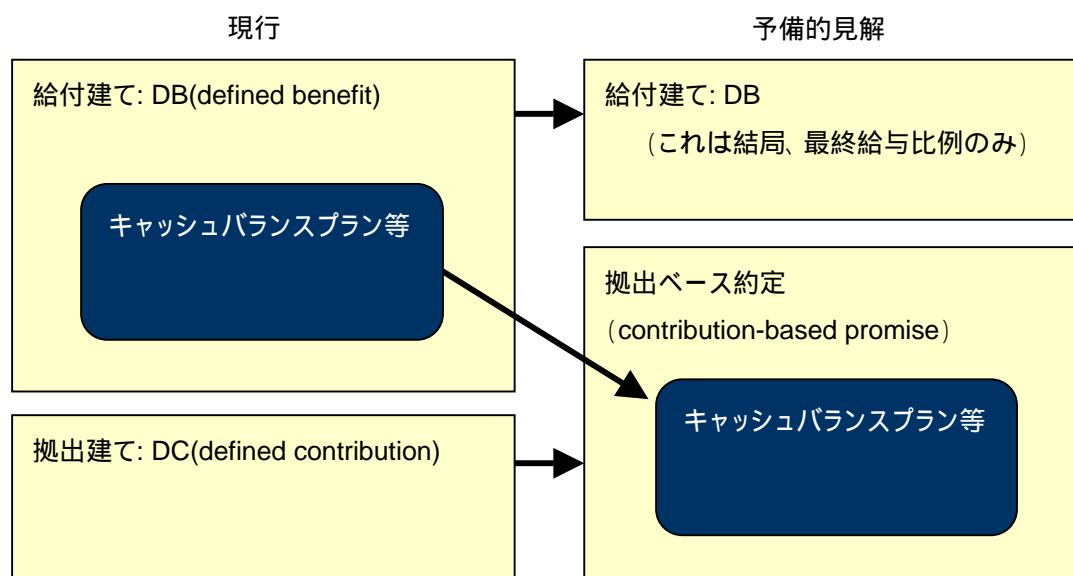 現行
予備的見解
給付建て: DB(defined benefit)
キャッシュバランスプラン等
拠出建て: DC(defined contribution)
給付建て: DB
(これは結局、最終給与比例のみ)
拠出ベース約定
(contribution-based promise)
キャッシュバランスプラン等